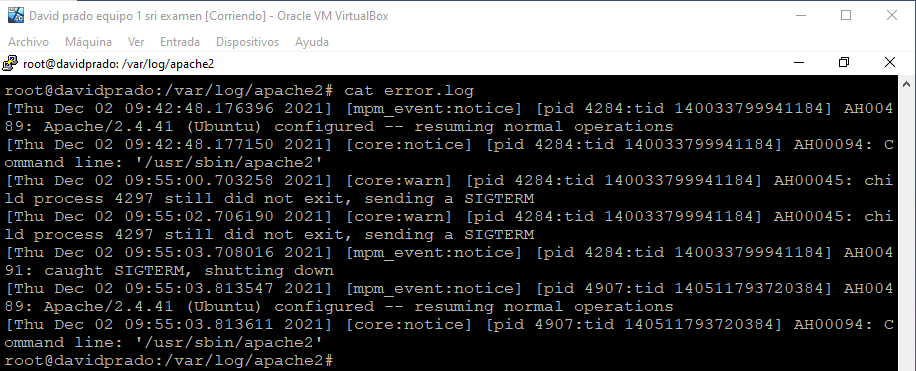 David prado equipo 1 sri examen [Corriendo] - Oracle VM VirtualBox
Archivo Máquina Ver Entrada Dispositivos Ayuda
root@davidprado: /var/log/apache2
root@davidprado:/var/log/apache2# cat error.log
[Thu Dec 02 09:42:48.176396 2021] [mpm_event:notice] [pid 4284:tid 140033799941184] AH004
89: Apache/2.4.41 (Ubuntu) configured -- resuming normal operations
[Thu Dec 02 09:42:48.177150 2021] [core:notice] [pid 4284:tid 140033799941184] AH00094: C
ommand line: '/usr/sbin/apache2'
[Thu Dec 02 09:55:00.703258 2021] [core:warn] [pid 4284:tid 140033799941184] AH00045: chi
ld process 4297 still did not exit, sending a SIGTERM
[Thu Dec 02 09:55:02.706190 2021] [core:warn] [pid 4284:tid 140033799941184] AH00045: chi
ld process 4297 still did not exit, sending a SIGTERM
[Thu Dec 02 09:55:03.708016 2021] [mpm_event:notice] [pid 4284:tid 140033799941184] AH004
91: caught SIGTERM, shutting down
[Thu Dec 02 09:55:03.813547 2021] [mpm_event:notice] [pid 4907:tid 140511793720384] AH004
89: Apache/2.4.41 (Ubuntu) configured -- resuming normal operations
[Thu Dec 02 09:55:03.813611 2021] [core:notice] [pid 4907:tid 140511793720384] AH00094: C
ommand line: '/usr/sbin/apache2'
root@davidprado:/var/log/apache2#